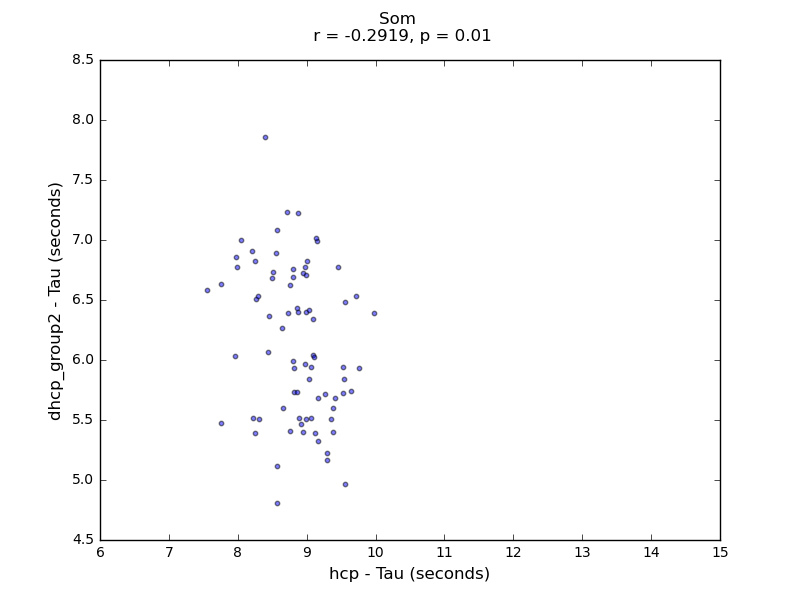 Som
r = -0.2919, p = 0.01
8.5
8.0
7.5
7.0
6.5
6.0
5.5
5.0
4.5
dhcp_group2 - Tau (seconds)
6 7 8 9 10 11 12 13 14 15
hcp - Tau (seconds)